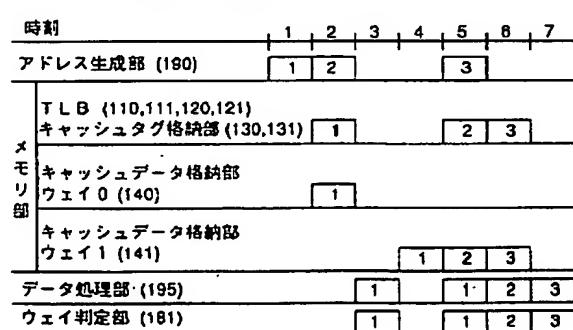 時刻 1 2 3 4 5 6 7
アドレス生成部 (190) 1 2 3
メモリ部
TLB (110,111,120,121)
キャッシュタグ格納部 (130,131) 1 2 3
キャッシュデータ格納部
ウェイ0 (140) 1
キャッシュデータ格納部
ウェイ1 (141) 1 2 3
データ処理部 (195) 1 1 2 3
ウェイ判定部 (181) 1 1 2 3